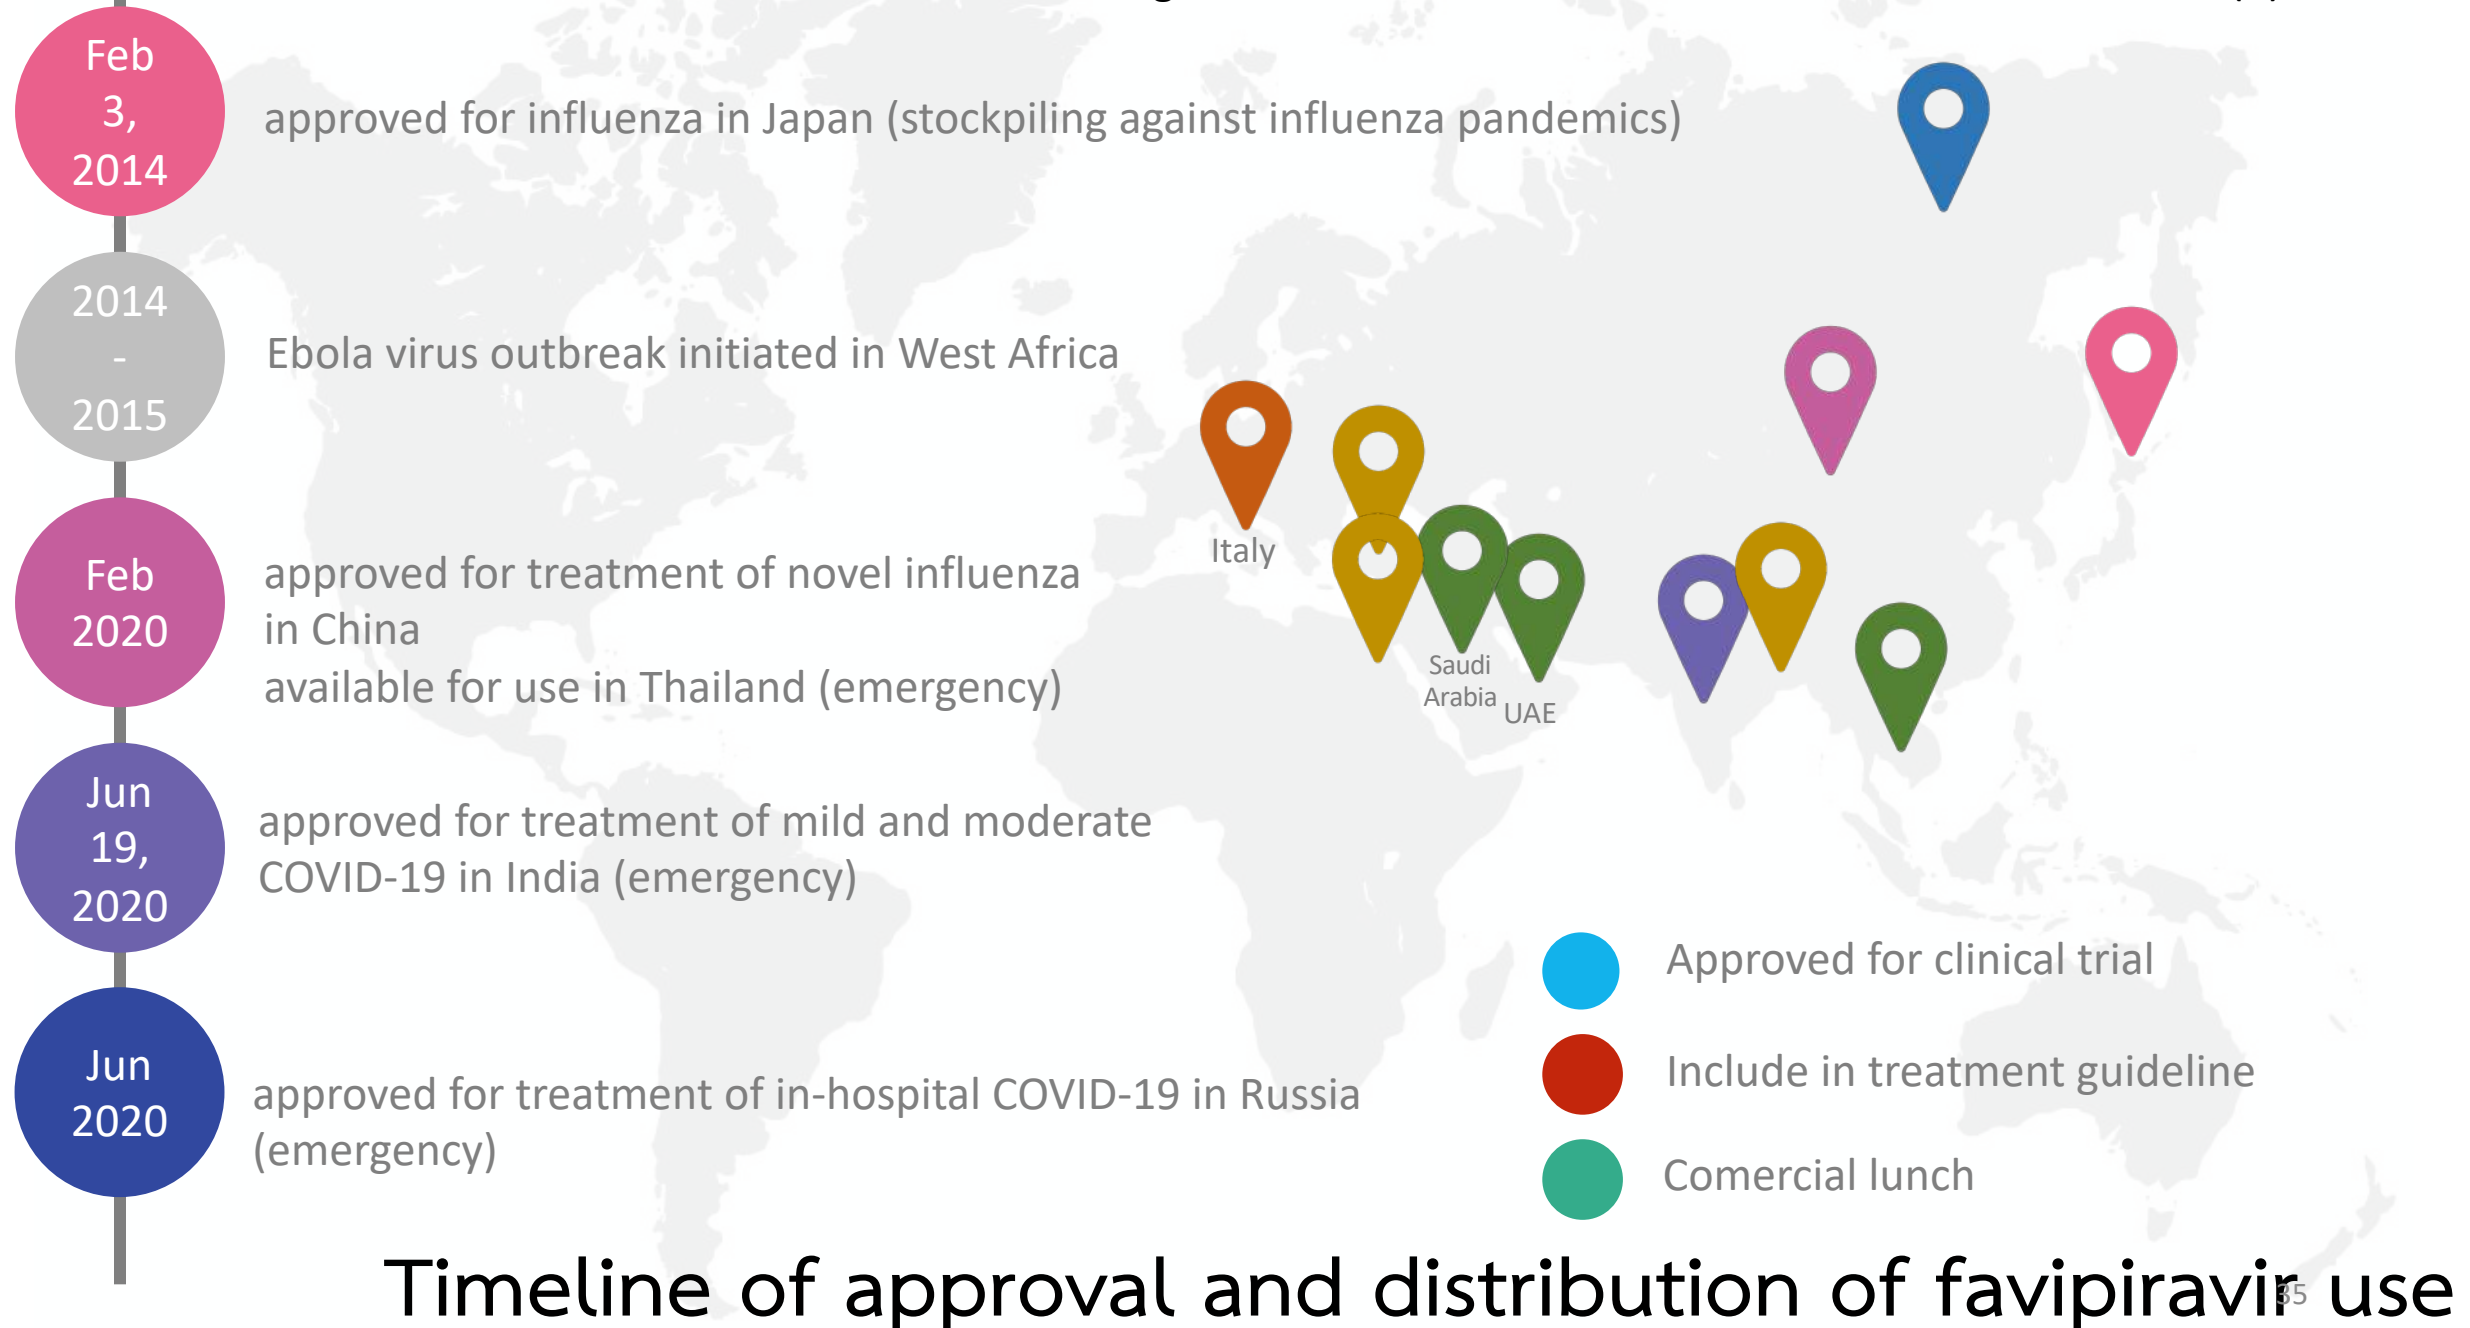 Feb
3,
2014
approved for influenza in Japan (stockpiling against influenza pandemics)
2014
-
2015
Ebola virus outbreak initiated in West Africa
Feb
2020
approved for treatment of novel influenza
in China
available for use in Thailand (emergency)
Jun
19,
2020
approved for treatment of mild and moderate
COVID-19 in India (emergency)
Jun
2020
approved for treatment of in-hospital COVID-19 in Russia
(emergency)
Italy
Saudi
Arabia
UAE
Approved for clinical trial
Include in treatment guideline
Comercial lunch
Timeline of approval and distribution of favipiravir use
35